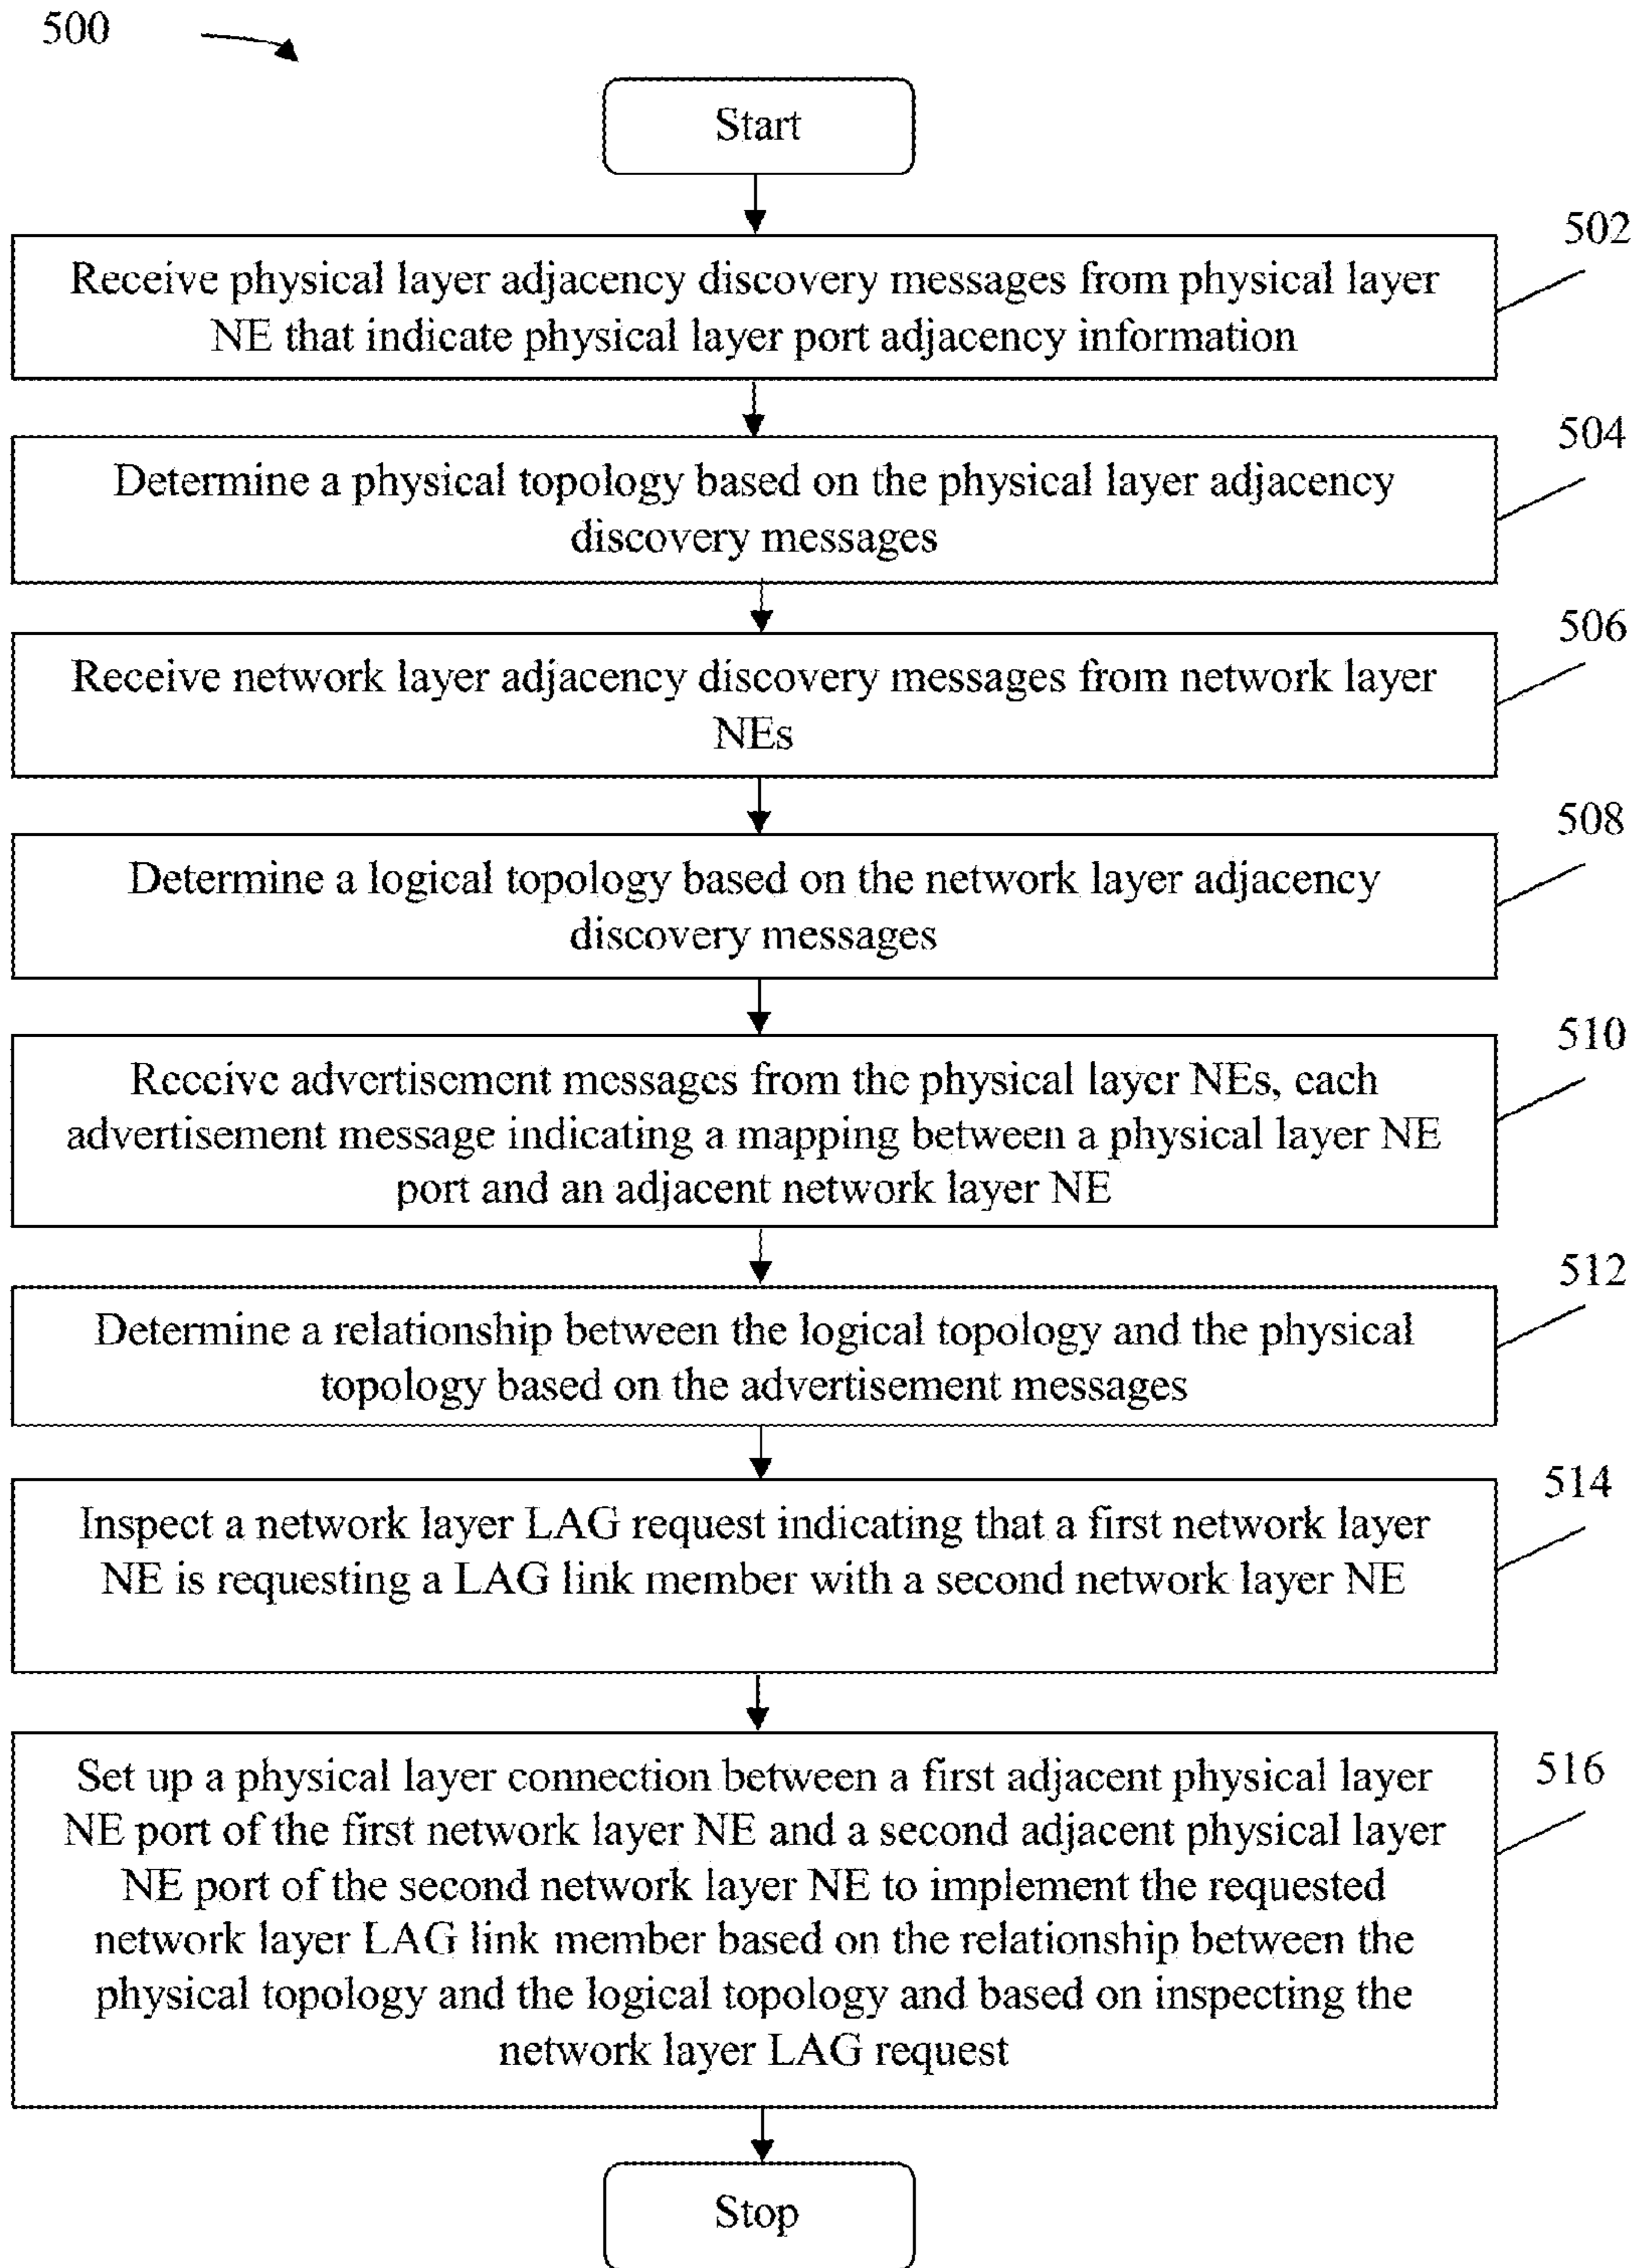 500
Start
502
Receive physical layer adjacency discovery messages from physical layer
NE that indicate physical layer port adjacency information
504
Determine a physical topology based on the physical layer adjacency
discovery messages
506
Receive network layer adjacency discovery messages from network layer
NEs
508
Determine a logical topology based on the network layer adjacency
discovery messages
510
Receive advertisement messages from the physical layer NEs, each
advertisement message indicating a mapping between a physical layer NE
port and an adjacent network layer NE
512
Determine a relationship between the logical topology and the physical
topology based on the advertisement messages
514
Inspect a network layer LAG request indicating that a first network layer
NE is requesting a LAG link member with a second network layer NE
516
Set up a physical layer connection between a first adjacent physical layer
NE port of the first network layer NE and a second adjacent physical layer
NE port of the second network layer NE to implement the requested
network layer LAG link member based on the relationship between the
physical topology and the logical topology and based on inspecting the
network layer LAG request
Stop